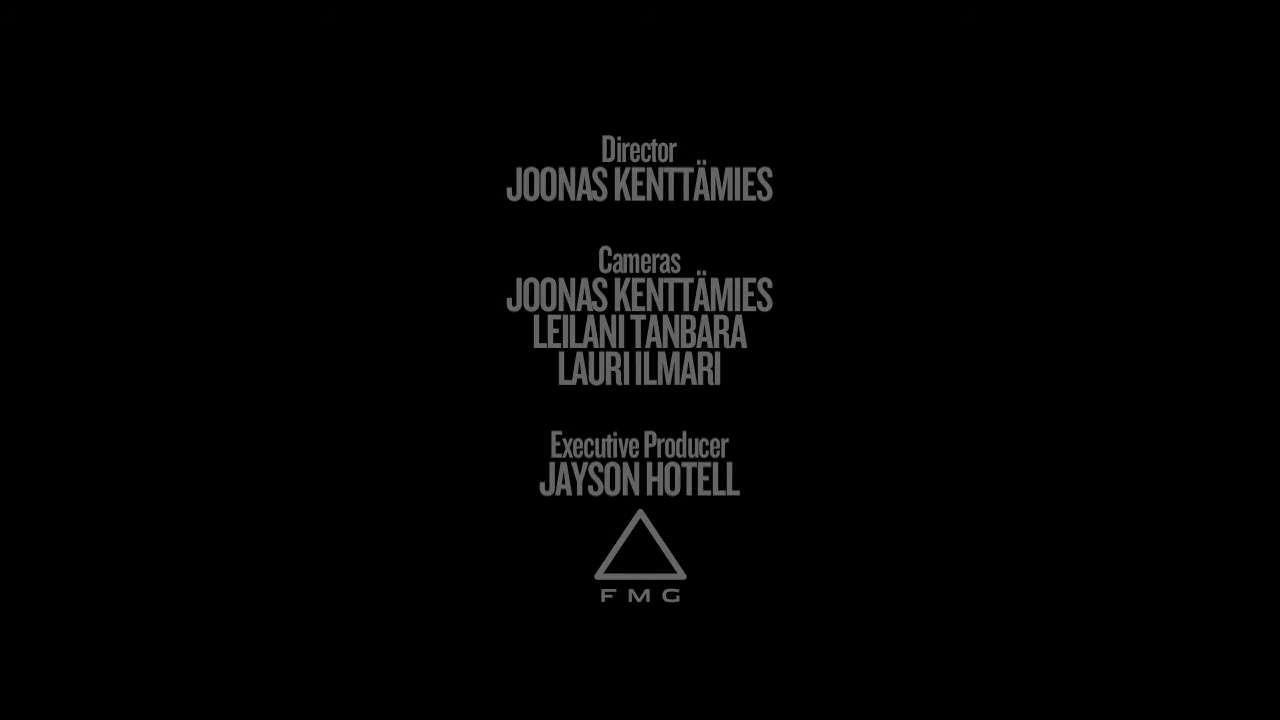 Director
JOONAS KENTTÄMIES
Cameras
JOONAS KENTTÄMIES
LEILANI TANBARA
LAURI ILMARI
Executive Producer
JAYSON HOTELL
FMG